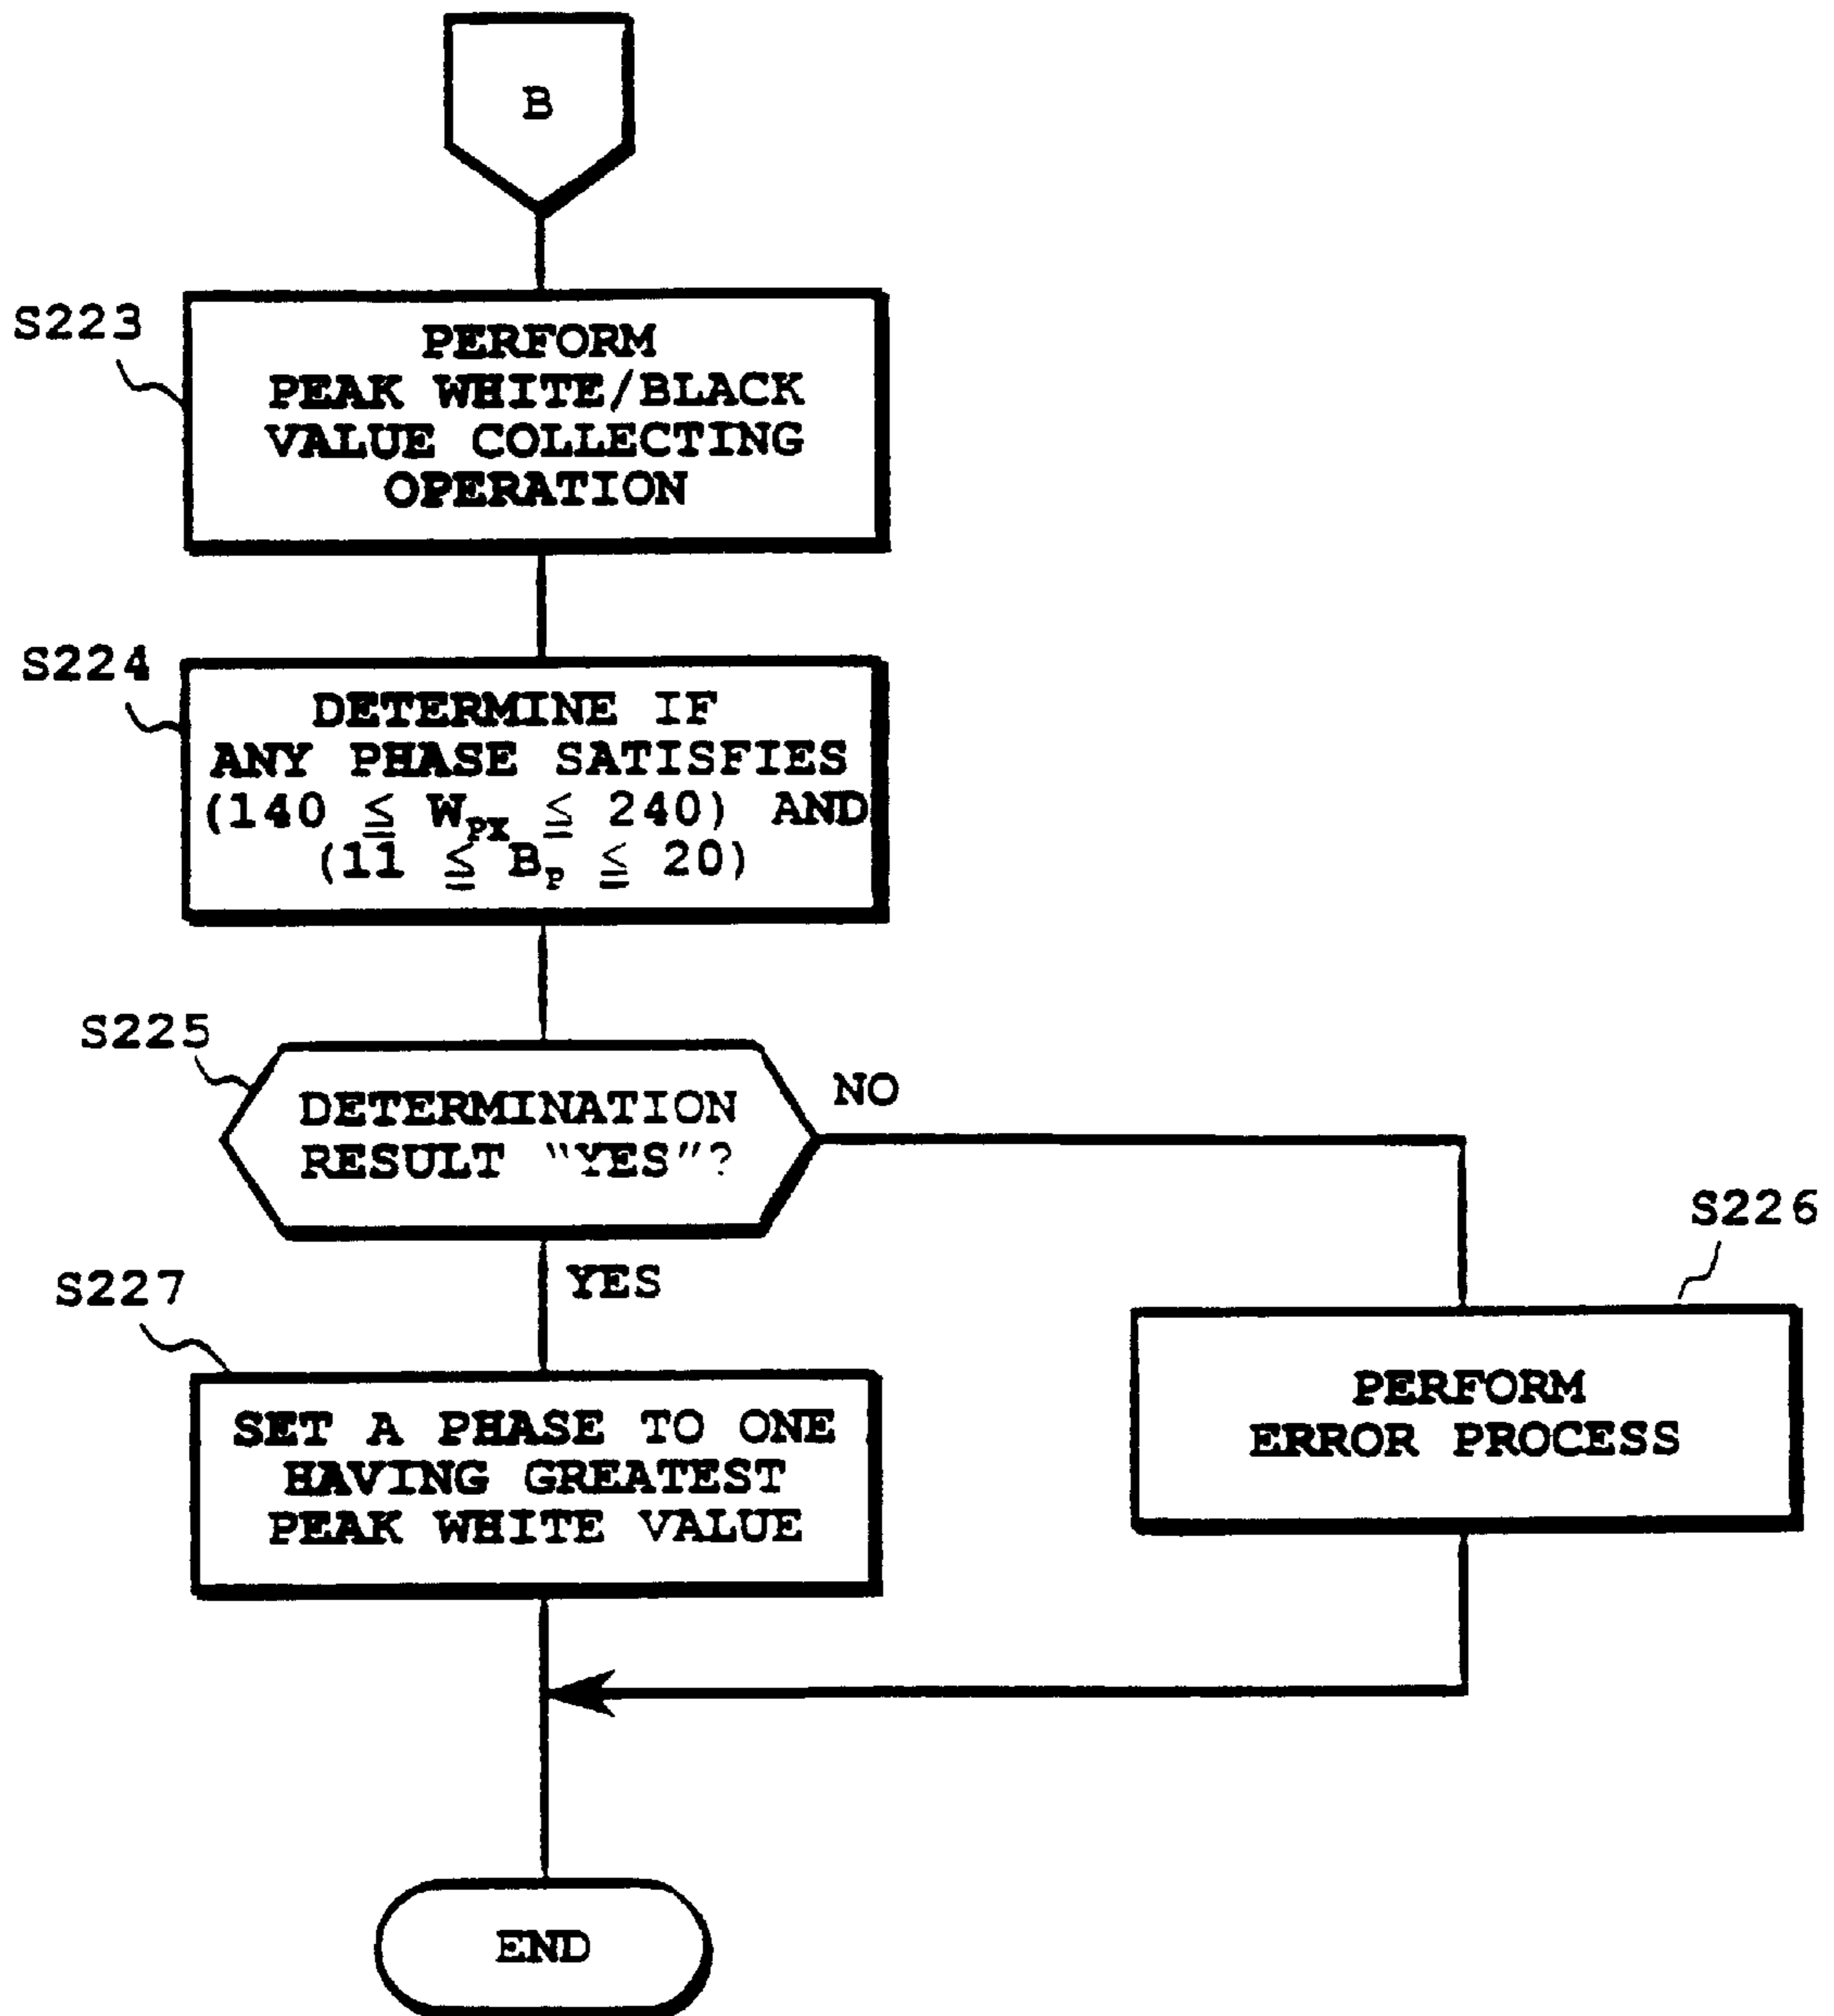 B
S223
PERFORM
PEAK WHITE/BLACK
VALUE COLLECTING
OPERATION
S224
DETERMINE IF
ANY PHASE SATISFIES
(140 ≦ W_PX ≦ 240) AND
(11 ≦ B_P ≦ 20)
S225
DETERMINATION
RESULT "YES"?
NO
YES
S226
PERFORM
ERROR PROCESS
S227
SET A PHASE TO ONE
HAVING GREATEST
PEAK WHITE VALUE
END